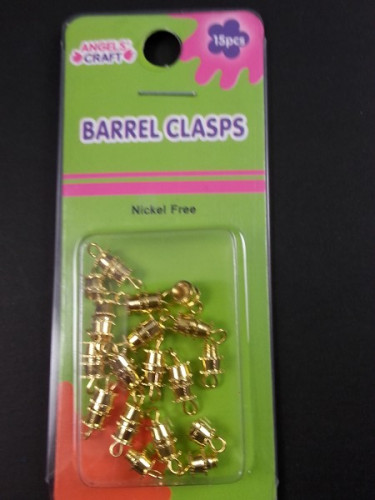 ANGELS'
CRAFT
15pcs
BARREL CLASPS
Nickel Free